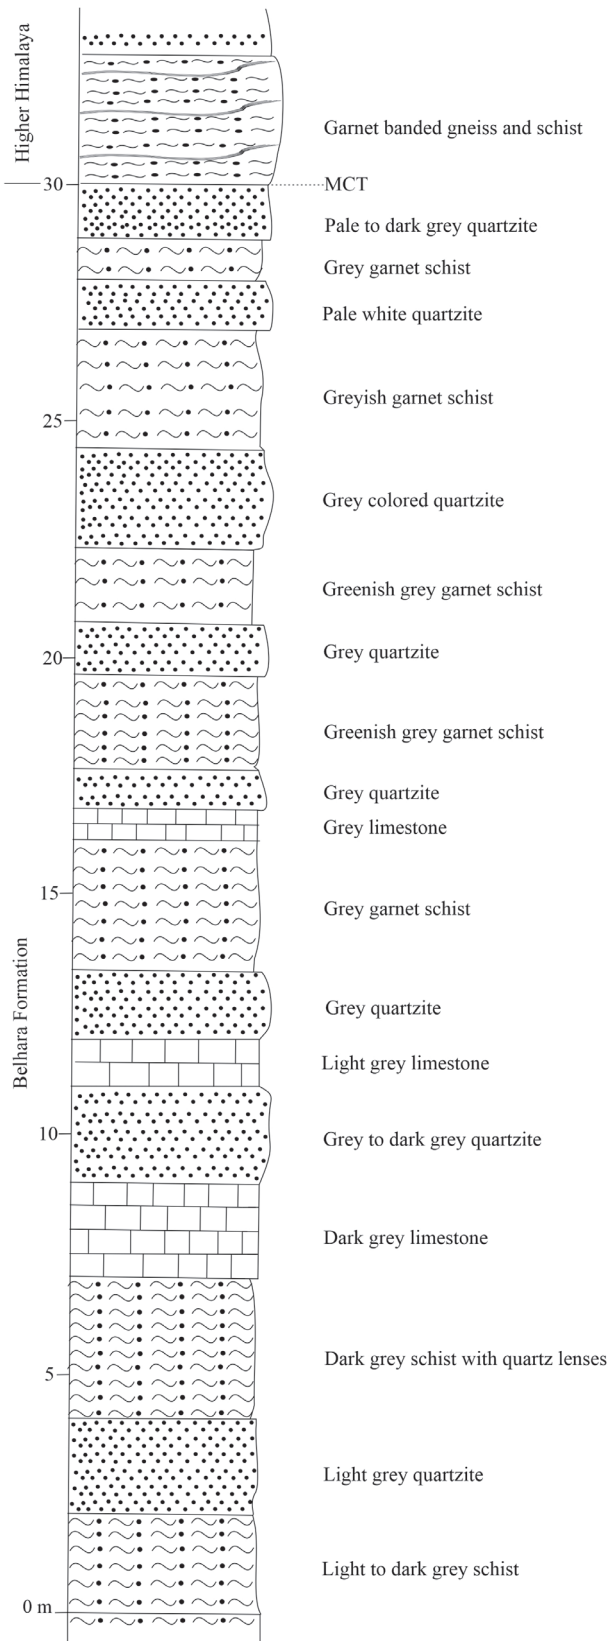 Higher Himalaya
Garnet banded gneiss and schist
30
MCT
Pale to dark grey quartzite
Grey garnet schist
Pale white quartzite
Greyish garnet schist
25
Grey colored quartzite
Greenish grey garnet schist
20
Grey quartzite
Greenish grey garnet schist
Grey quartzite
Grey limestone
15
Grey garnet schist
Belhara Formation
Grey quartzite
Light grey limestone
10
Grey to dark grey quartzite
Dark grey limestone
5
Dark grey schist with quartz lenses
Light grey quartzite
Light to dark grey schist
0 m